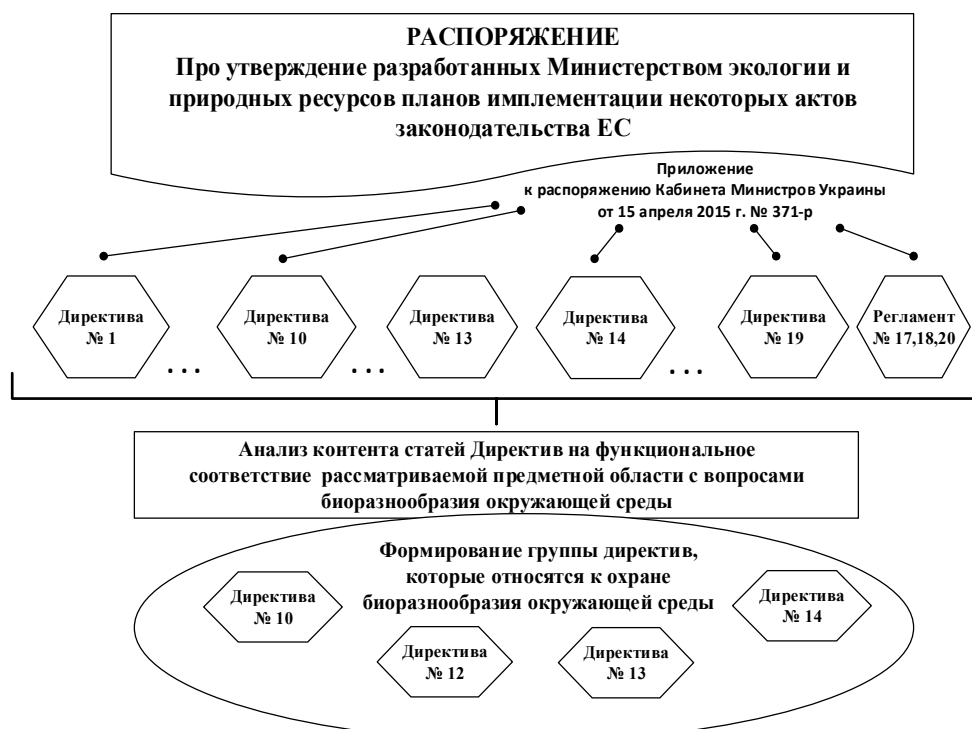 РАСПОРЯЖЕНИЕ
Про утверждение разработанных Министерством экологии и
природных ресурсов планов имплементации некоторых актов
законодательства ЕС
Приложение
к распоряжению Кабинета Министров Украины
от 15 апреля 2015 г. № 371-р
Директива
№ 1
. . .
Директива
№ 10
. . .
Директива
№ 13
Директива
№ 14
. . .
Директива
№ 19
Регламент
№ 17,18,20
Анализ контента статей Директив на функциональное
соответствие рассматриваемой предметной области с вопросами
биоразнообразия окружающей среды
Формирование группы директив,
которые относятся к охране
биоразнообразия окружающей среды
Директива
№ 10
Директива
№ 12
Директива
№ 13
Директива
№ 14